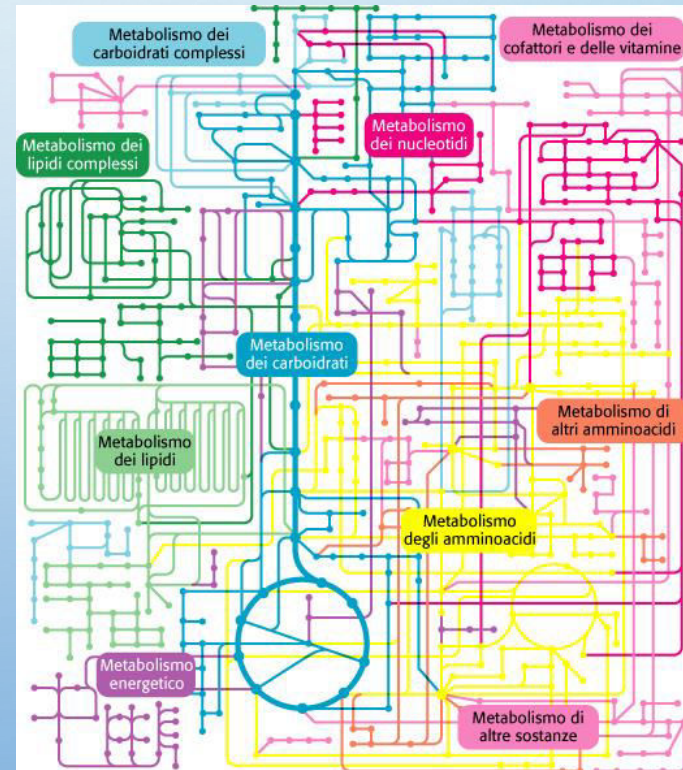 Metabolismo dei
carboidrati complessi
Metabolismo dei
cofattori e delle vitamine
Metabolismo dei
lipidi complessi
Metabolismo
dei nucleotidi
Metabolismo
dei carboidrati
Metabolismo
dei lipidi
Metabolismo di
altri amminoacidi
Metabolismo
degli amminoacidi
Metabolismo
energetico
Metabolismo di
altre sostanze